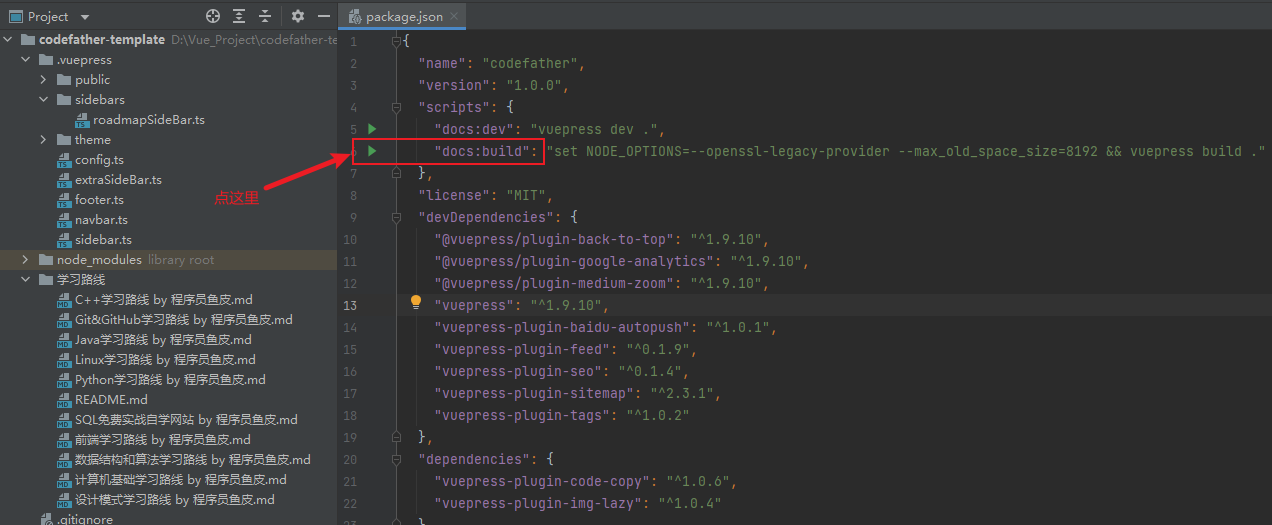 Project
package.json
codefather-template D:\Vue_Project\codefather-te
.vuepress
public
sidebars
roadmapSideBar.ts
theme
config.ts
extraSideBar.ts
footer.ts
navbar.ts
sidebar.ts
node_modules library root
学习路线
C++学习路线 by 程序员鱼皮.md
Git&GitHub学习路线 by 程序员鱼皮.md
Java学习路线 by 程序员鱼皮.md
Linux学习路线 by 程序员鱼皮.md
Python学习路线 by 程序员鱼皮.md
README.md
SQL免费实战自学网站 by 程序员鱼皮.md
前端学习路线 by 程序员鱼皮.md
数据结构和算法学习路线 by 程序员鱼皮.md
计算机基础学习路线 by 程序员鱼皮.md
设计模式学习路线 by 程序员鱼皮.md
.gitignore
点这里
1 {
2 "name": "codefather",
3 "version": "1.0.0",
4 "scripts": {
5 "docs:dev": "vuepress dev .",
6 "docs:build": "set NODE_OPTIONS=--openssl-legacy-provider --max_old_space_size=8192 && vuepress build ."
7 },
8 "license": "MIT",
9 "devDependencies": {
10 "@vuepress/plugin-back-to-top": "^1.9.10",
11 "@vuepress/plugin-google-analytics": "^1.9.10",
12 "@vuepress/plugin-medium-zoom": "^1.9.10",
13 "vuepress": "^1.9.10",
14 "vuepress-plugin-baidu-autopush": "^1.0.1",
15 "vuepress-plugin-feed": "^0.1.9",
16 "vuepress-plugin-seo": "^0.1.4",
17 "vuepress-plugin-sitemap": "^2.3.1",
18 "vuepress-plugin-tags": "^1.0.2"
19 },
20 "dependencies": {
21 "vuepress-plugin-code-copy": "^1.0.6",
22 "vuepress-plugin-img-lazy": "^1.0.4"
23 }